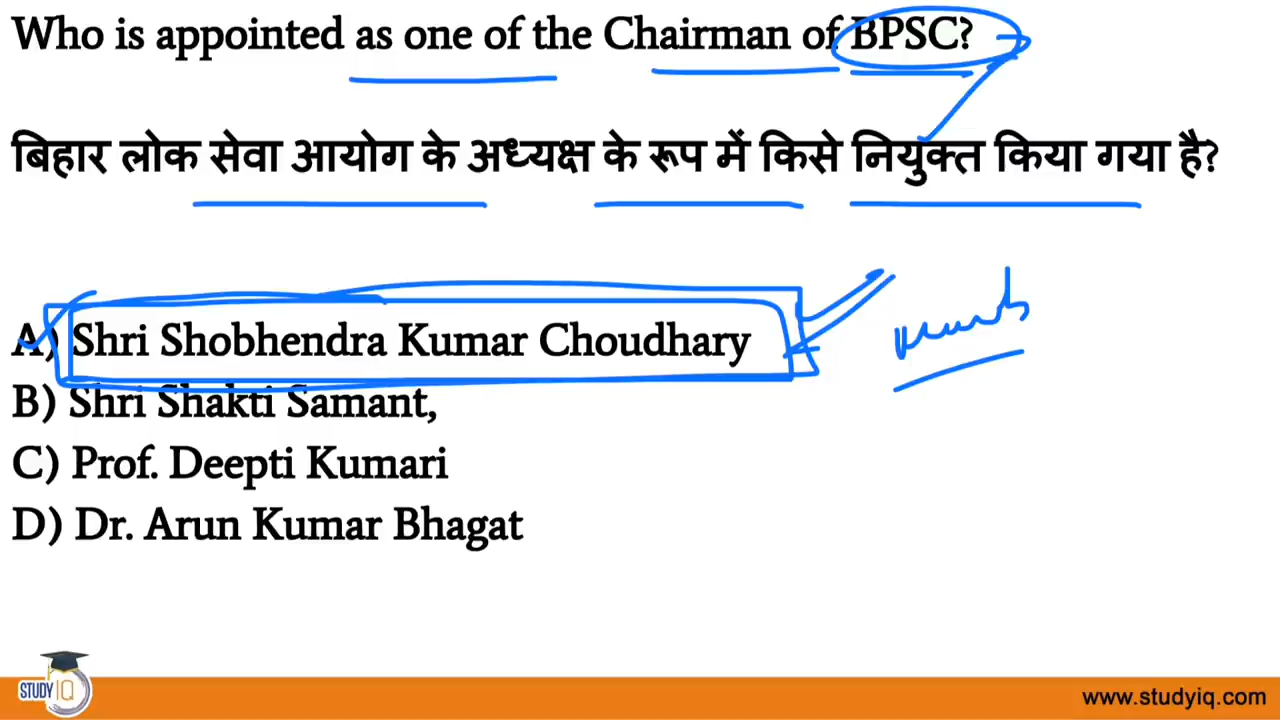 Who is appointed as one of the Chairman of BPSC?
बिहार लोक सेवा आयोग के अध्यक्ष के रूप में किसे नियुक्त किया गया है?
A) Shri Shobhendra Kumar Choudhary
B) Shri Shakti Samant,
C) Prof. Deepti Kumari
D) Dr. Arun Kumar Bhagat
STUDY IQ
www.studyiq.com